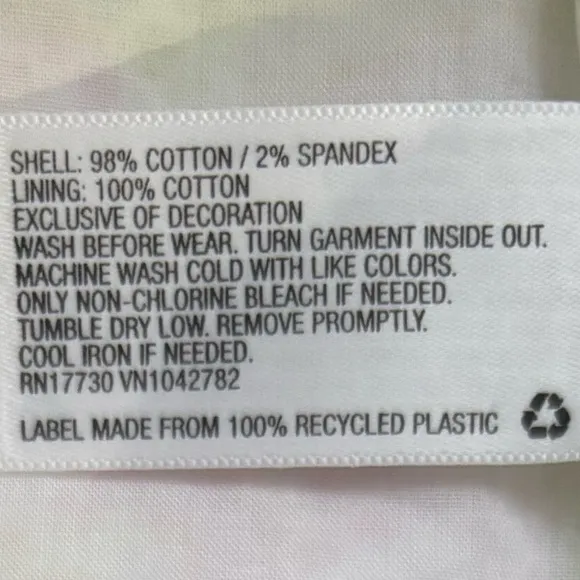 SHELL: 98% COTTON / 2% SPANDEX
LINING: 100% COTTON
EXCLUSIVE OF DECORATION
WASH BEFORE WEAR. TURN GARMENT INSIDE OUT.
MACHINE WASH COLD WITH LIKE COLORS.
ONLY NON-CHLORINE BLEACH IF NEEDED.
TUMBLE DRY LOW. REMOVE PROMPTLY.
COOL IRON IF NEEDED.
RN17730 VN1042782
LABEL MADE FROM 100% RECYCLED PLASTIC